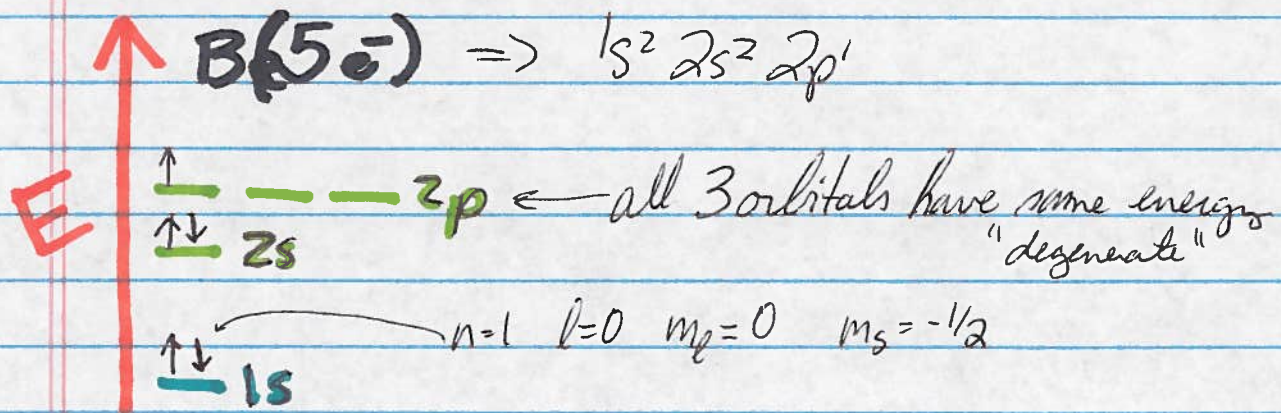 B(5e⁻) => 1s² 2s² 2p¹
E
↑ 2p ← all 3 orbitals have same energy
"degenerate"
↑↓ 2s
n=1 l=0 mₗ=0 mₛ=-1/2
↑↓ 1s